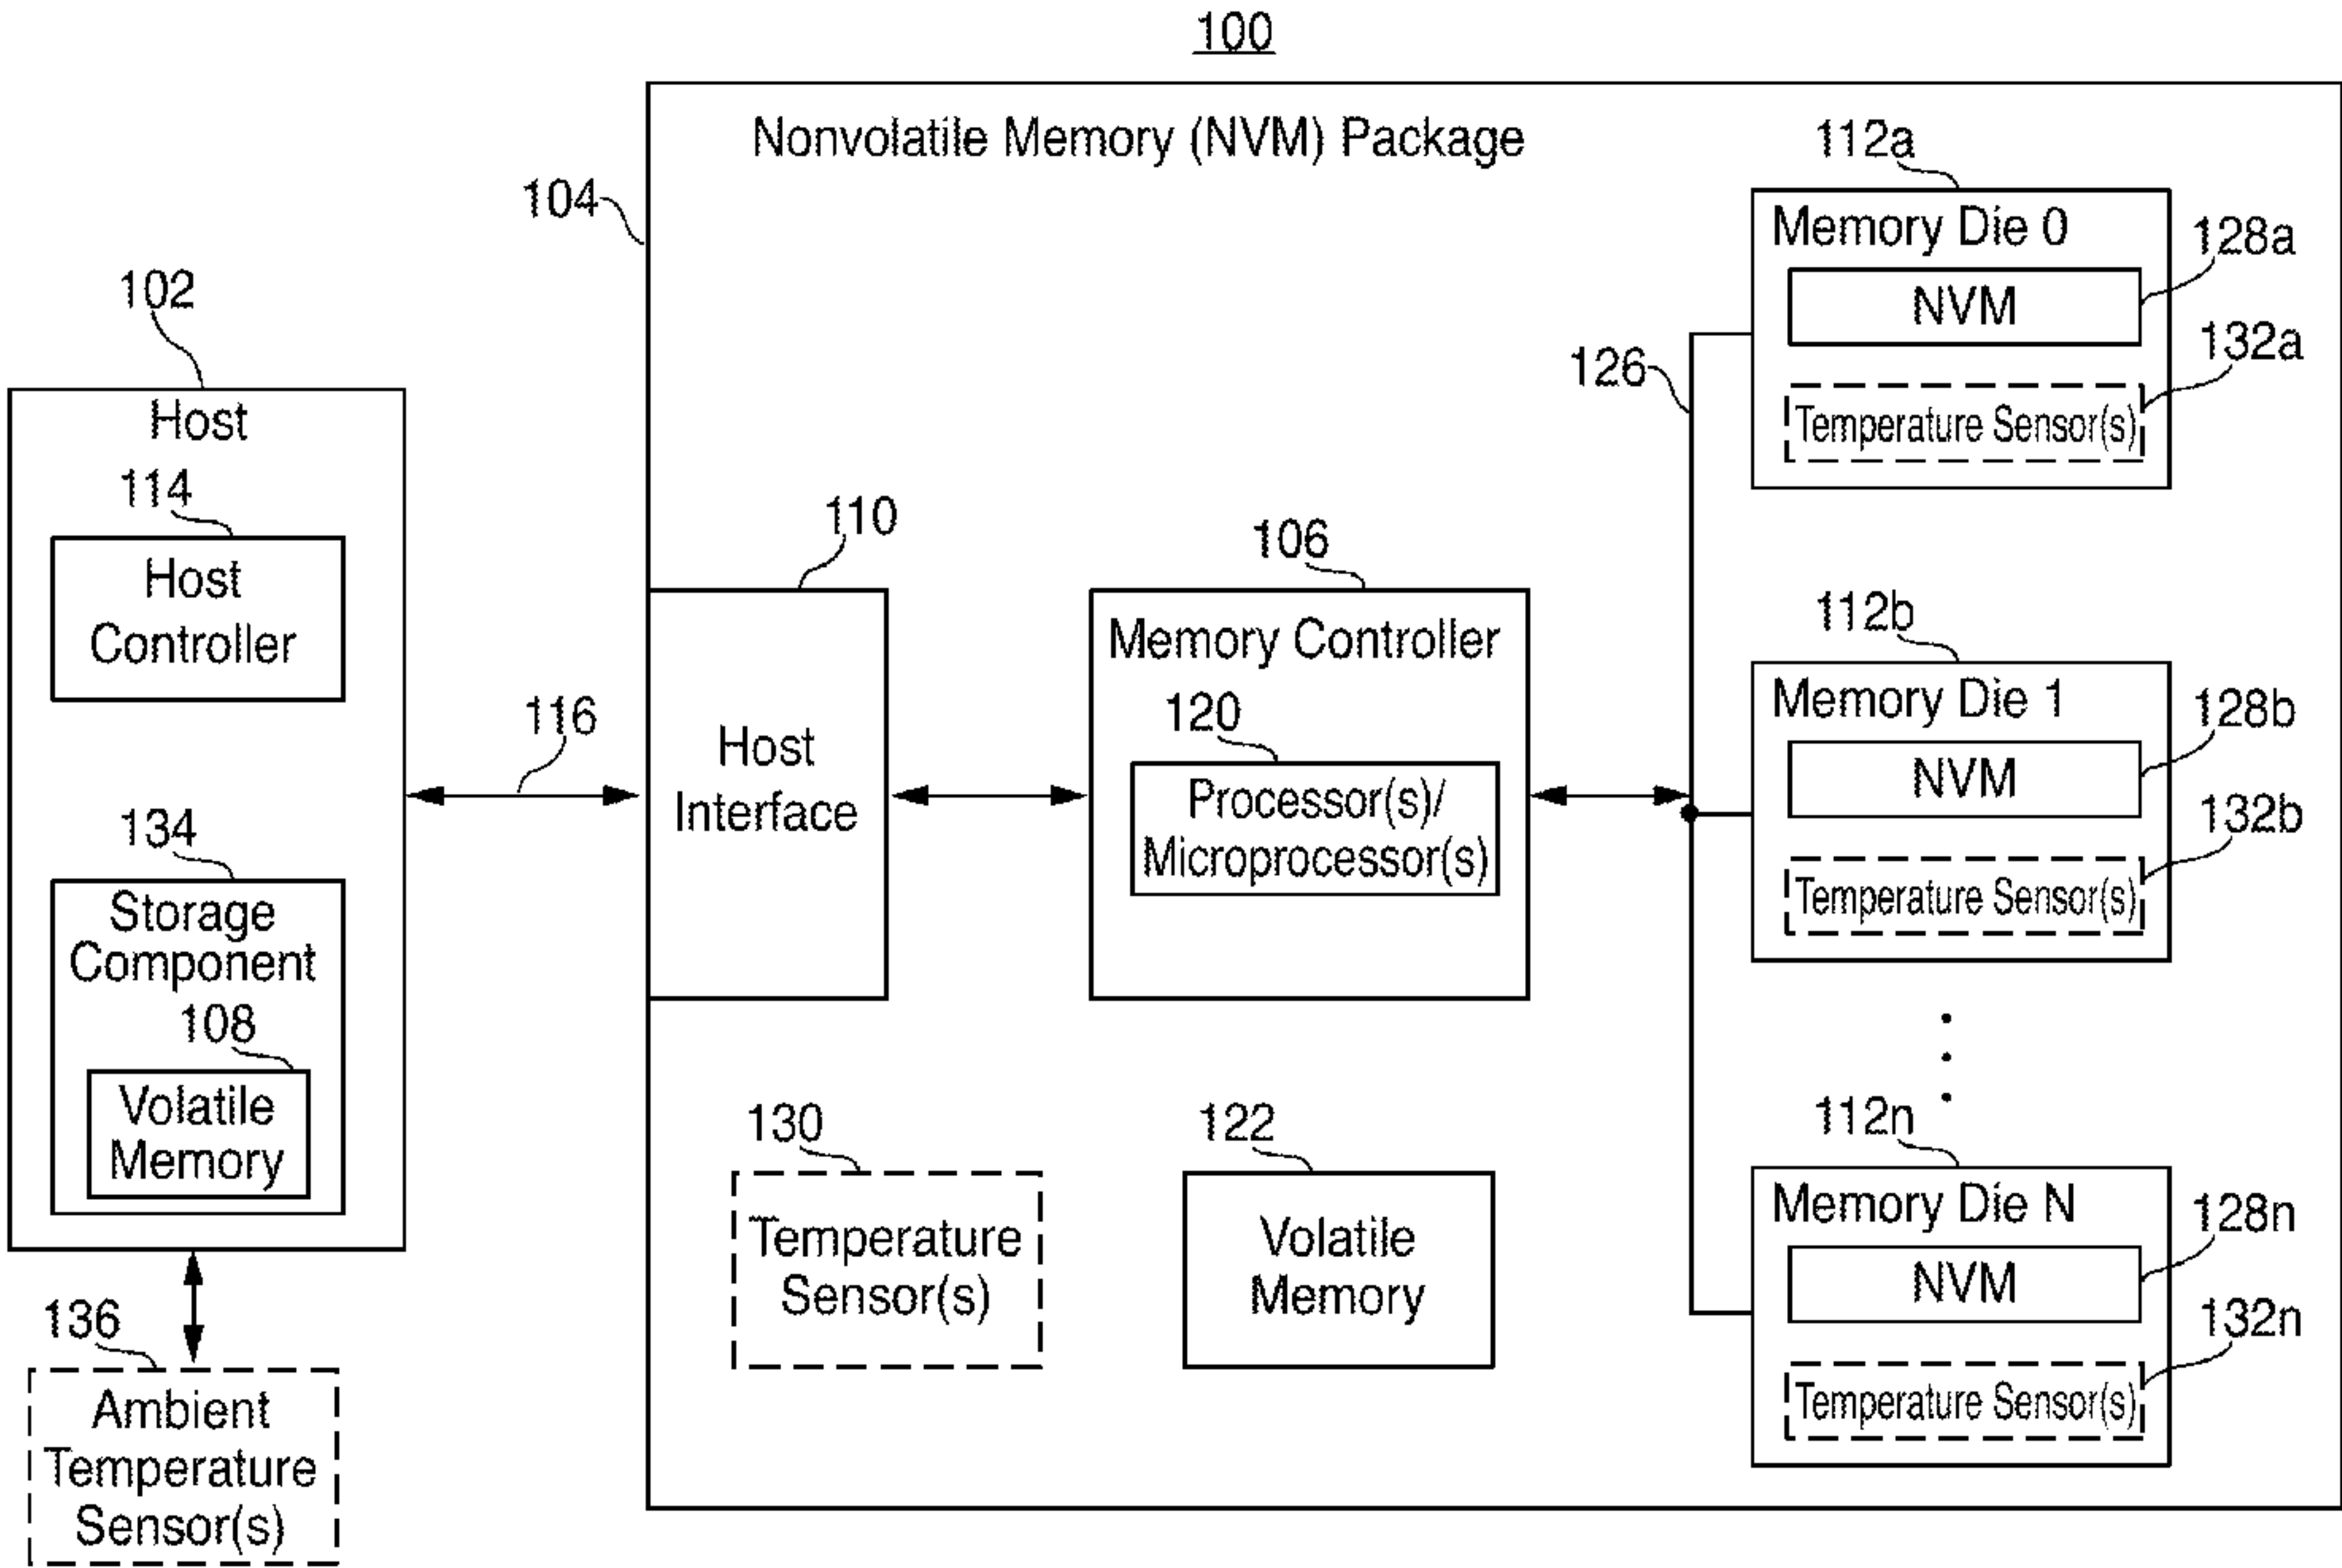 100
Nonvolatile Memory (NVM) Package
104
102
Host
114
Host
Controller
134
Storage
Component
108
Volatile
Memory
136
Ambient
Temperature
Sensor(s)
116
110
Host
Interface
106
Memory Controller
120
Processor(s)/
Microprocessor(s)
130
Temperature
Sensor(s)
122
Volatile
Memory
126
112a
Memory Die 0
128a
NVM
132a
Temperature Sensor(s)
112b
Memory Die 1
128b
NVM
132b
Temperature Sensor(s)
112n
Memory Die N
128n
NVM
132n
Temperature Sensor(s)